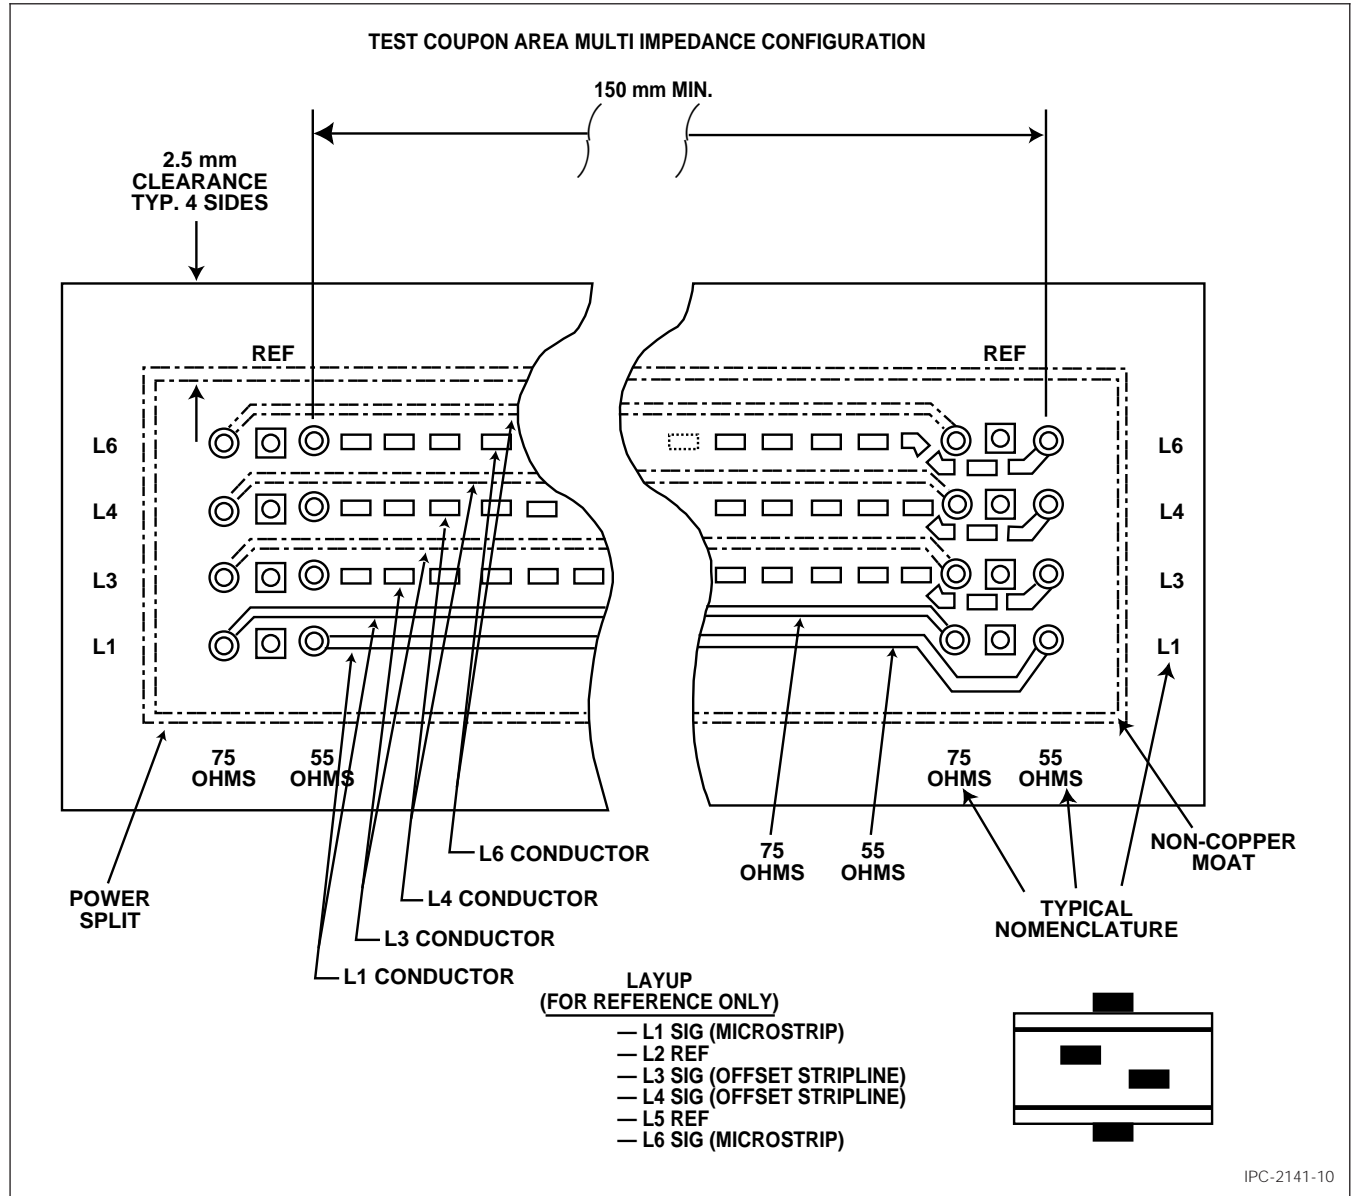 TEST COUPON AREA MULTI IMPEDANCE CONFIGURATION
150 mm MIN.
2.5 mm
CLEARANCE
TYP. 4 SIDES
REF
REF
L6
L6
L4
L4
L3
L3
L1
L1
75
OHMS
55
OHMS
75
OHMS
55
OHMS
POWER
SPLIT
L6 CONDUCTOR
L4 CONDUCTOR
L3 CONDUCTOR
L1 CONDUCTOR
75
OHMS
55
OHMS
NON-COPPER
MOAT
TYPICAL
NOMENCLATURE
LAYUP
(FOR REFERENCE ONLY)
— L1 SIG (MICROSTRIP)
— L2 REF
— L3 SIG (OFFSET STRIPLINE)
— L4 SIG (OFFSET STRIPLINE)
— L5 REF
— L6 SIG (MICROSTRIP)
IPC-2141-10